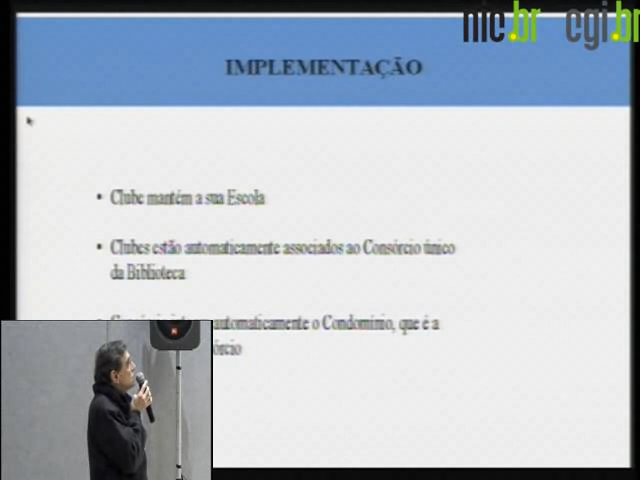 nic.br cgi.br
IMPLEMENTAÇÃO
• Clube mantém a sua Escola
• Clubes estão automaticamente associados ao Consórcio único
da Biblioteca
automaticamente o Condomínio, que é a